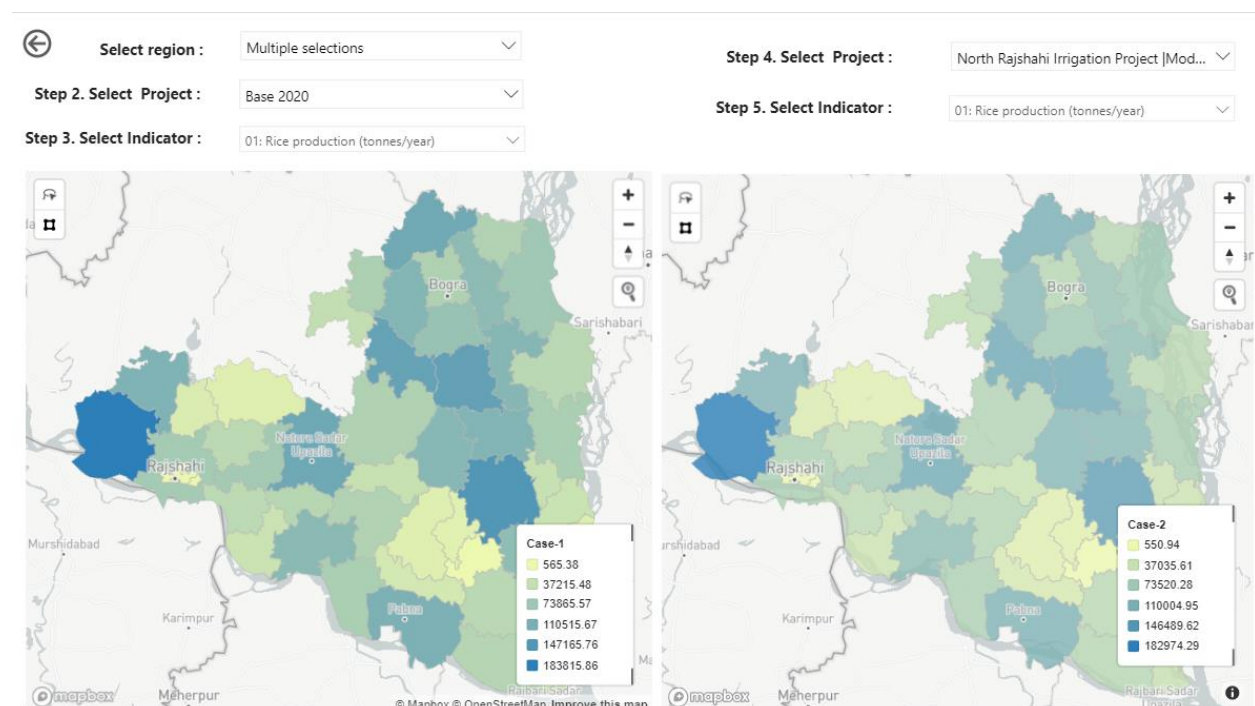 Select region :
Multiple selections
Step 2. Select Project :
Base 2020
Step 3. Select Indicator :
01: Rice production (tonnes/year)
Step 4. Select Project :
North Rajshahi Irrigation Project |Mod...
Step 5. Select Indicator :
01: Rice production (tonnes/year)
Bogra
Sarishabari
Natore Sadar
Upazila
Rajshahi
Murshidabad
Karimpur
Pabna
Meherpur
Rajbari Sadar
Case-1
565.38
37215.48
73865.57
110515.67
147165.76
183815.86
mapbox
© Mapbox © OpenStreetMap Improve this map
Bogra
Sarishabar
Natore Sadar
Upazila
Rajshahi
urshidabad
Karimpur
Pabna
Meherpur
Rajbari Sadar
Upazila
Case-2
550.94
37035.61
73520.28
110004.95
146489.62
182974.29
mapbox